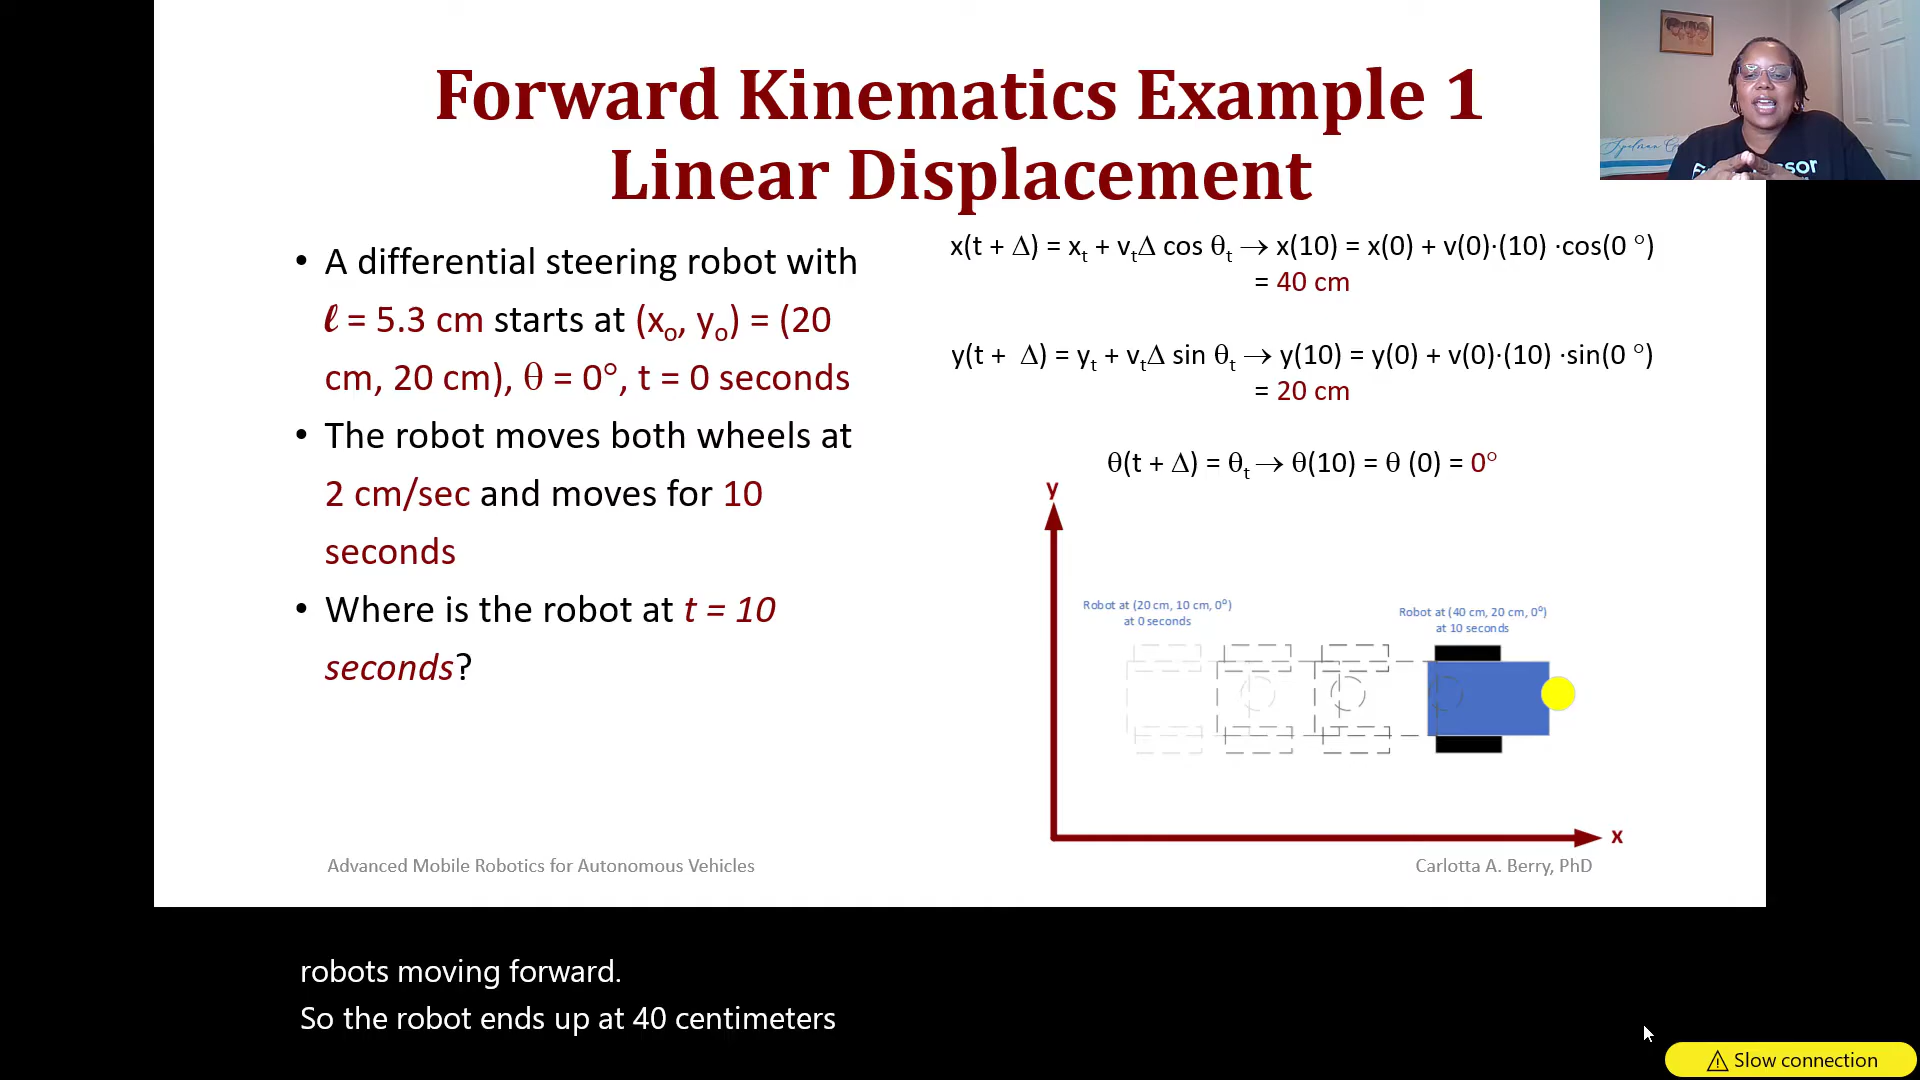 Forward Kinematics Example 1
Linear Displacement
• A differential steering robot with
ℓ = 5.3 cm starts at (xo, yo) = (20
cm, 20 cm), θ = 0°, t = 0 seconds
• The robot moves both wheels at
2 cm/sec and moves for 10
seconds
• Where is the robot at t = 10
seconds?
x(t + Δ) = xt + vtΔ cos θt → x(10) = x(0) + v(0)·(10) ·cos(0 °)
= 40 cm
y(t + Δ) = yt + vtΔ sin θt → y(10) = y(0) + v(0)·(10) ·sin(0 °)
= 20 cm
θ(t + Δ) = θt → θ(10) = θ (0) = 0°
y
Robot at (20 cm, 10 cm, 0⁰)
at 0 seconds
Robot at (40 cm, 20 cm, 0⁰)
at 10 seconds
x
Advanced Mobile Robotics for Autonomous Vehicles
Carlotta A. Berry, PhD
robots moving forward.
So the robot ends up at 40 centimeters
Slow connection
Spelman